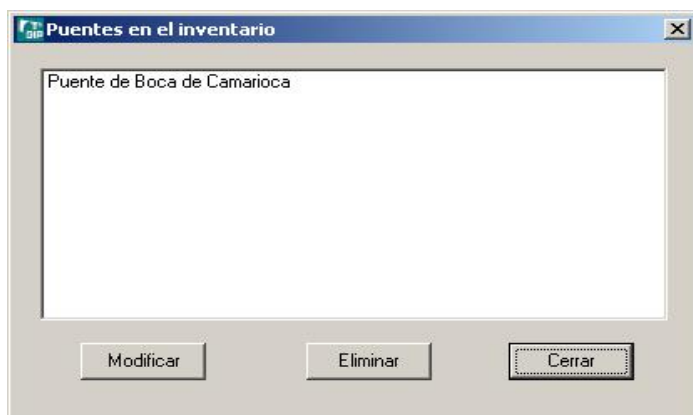 Puentes en el inventario
Puente de Boca de Camarioca
Modificar Eliminar Cerrar